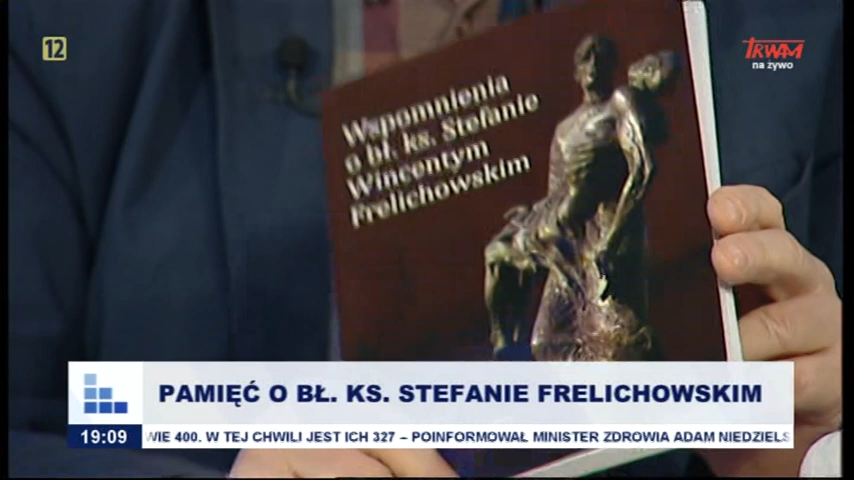 12
TRWAM
na żywo
Wspomnienia
o bł. ks. Stefanie
Wincentym
Frelichowskim
PAMIĘĆ O BŁ. KS. STEFANIE FRELICHOWSKIM
19:09
WIE 400. W TEJ CHWILI JEST ICH 327 – POINFORMOWAŁ MINISTER ZDROWIA ADAM NIEDZIELS